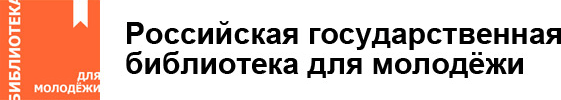 БИБЛИОТЕКА
для
молодёжи
Российская государственная
библиотека для молодёжи